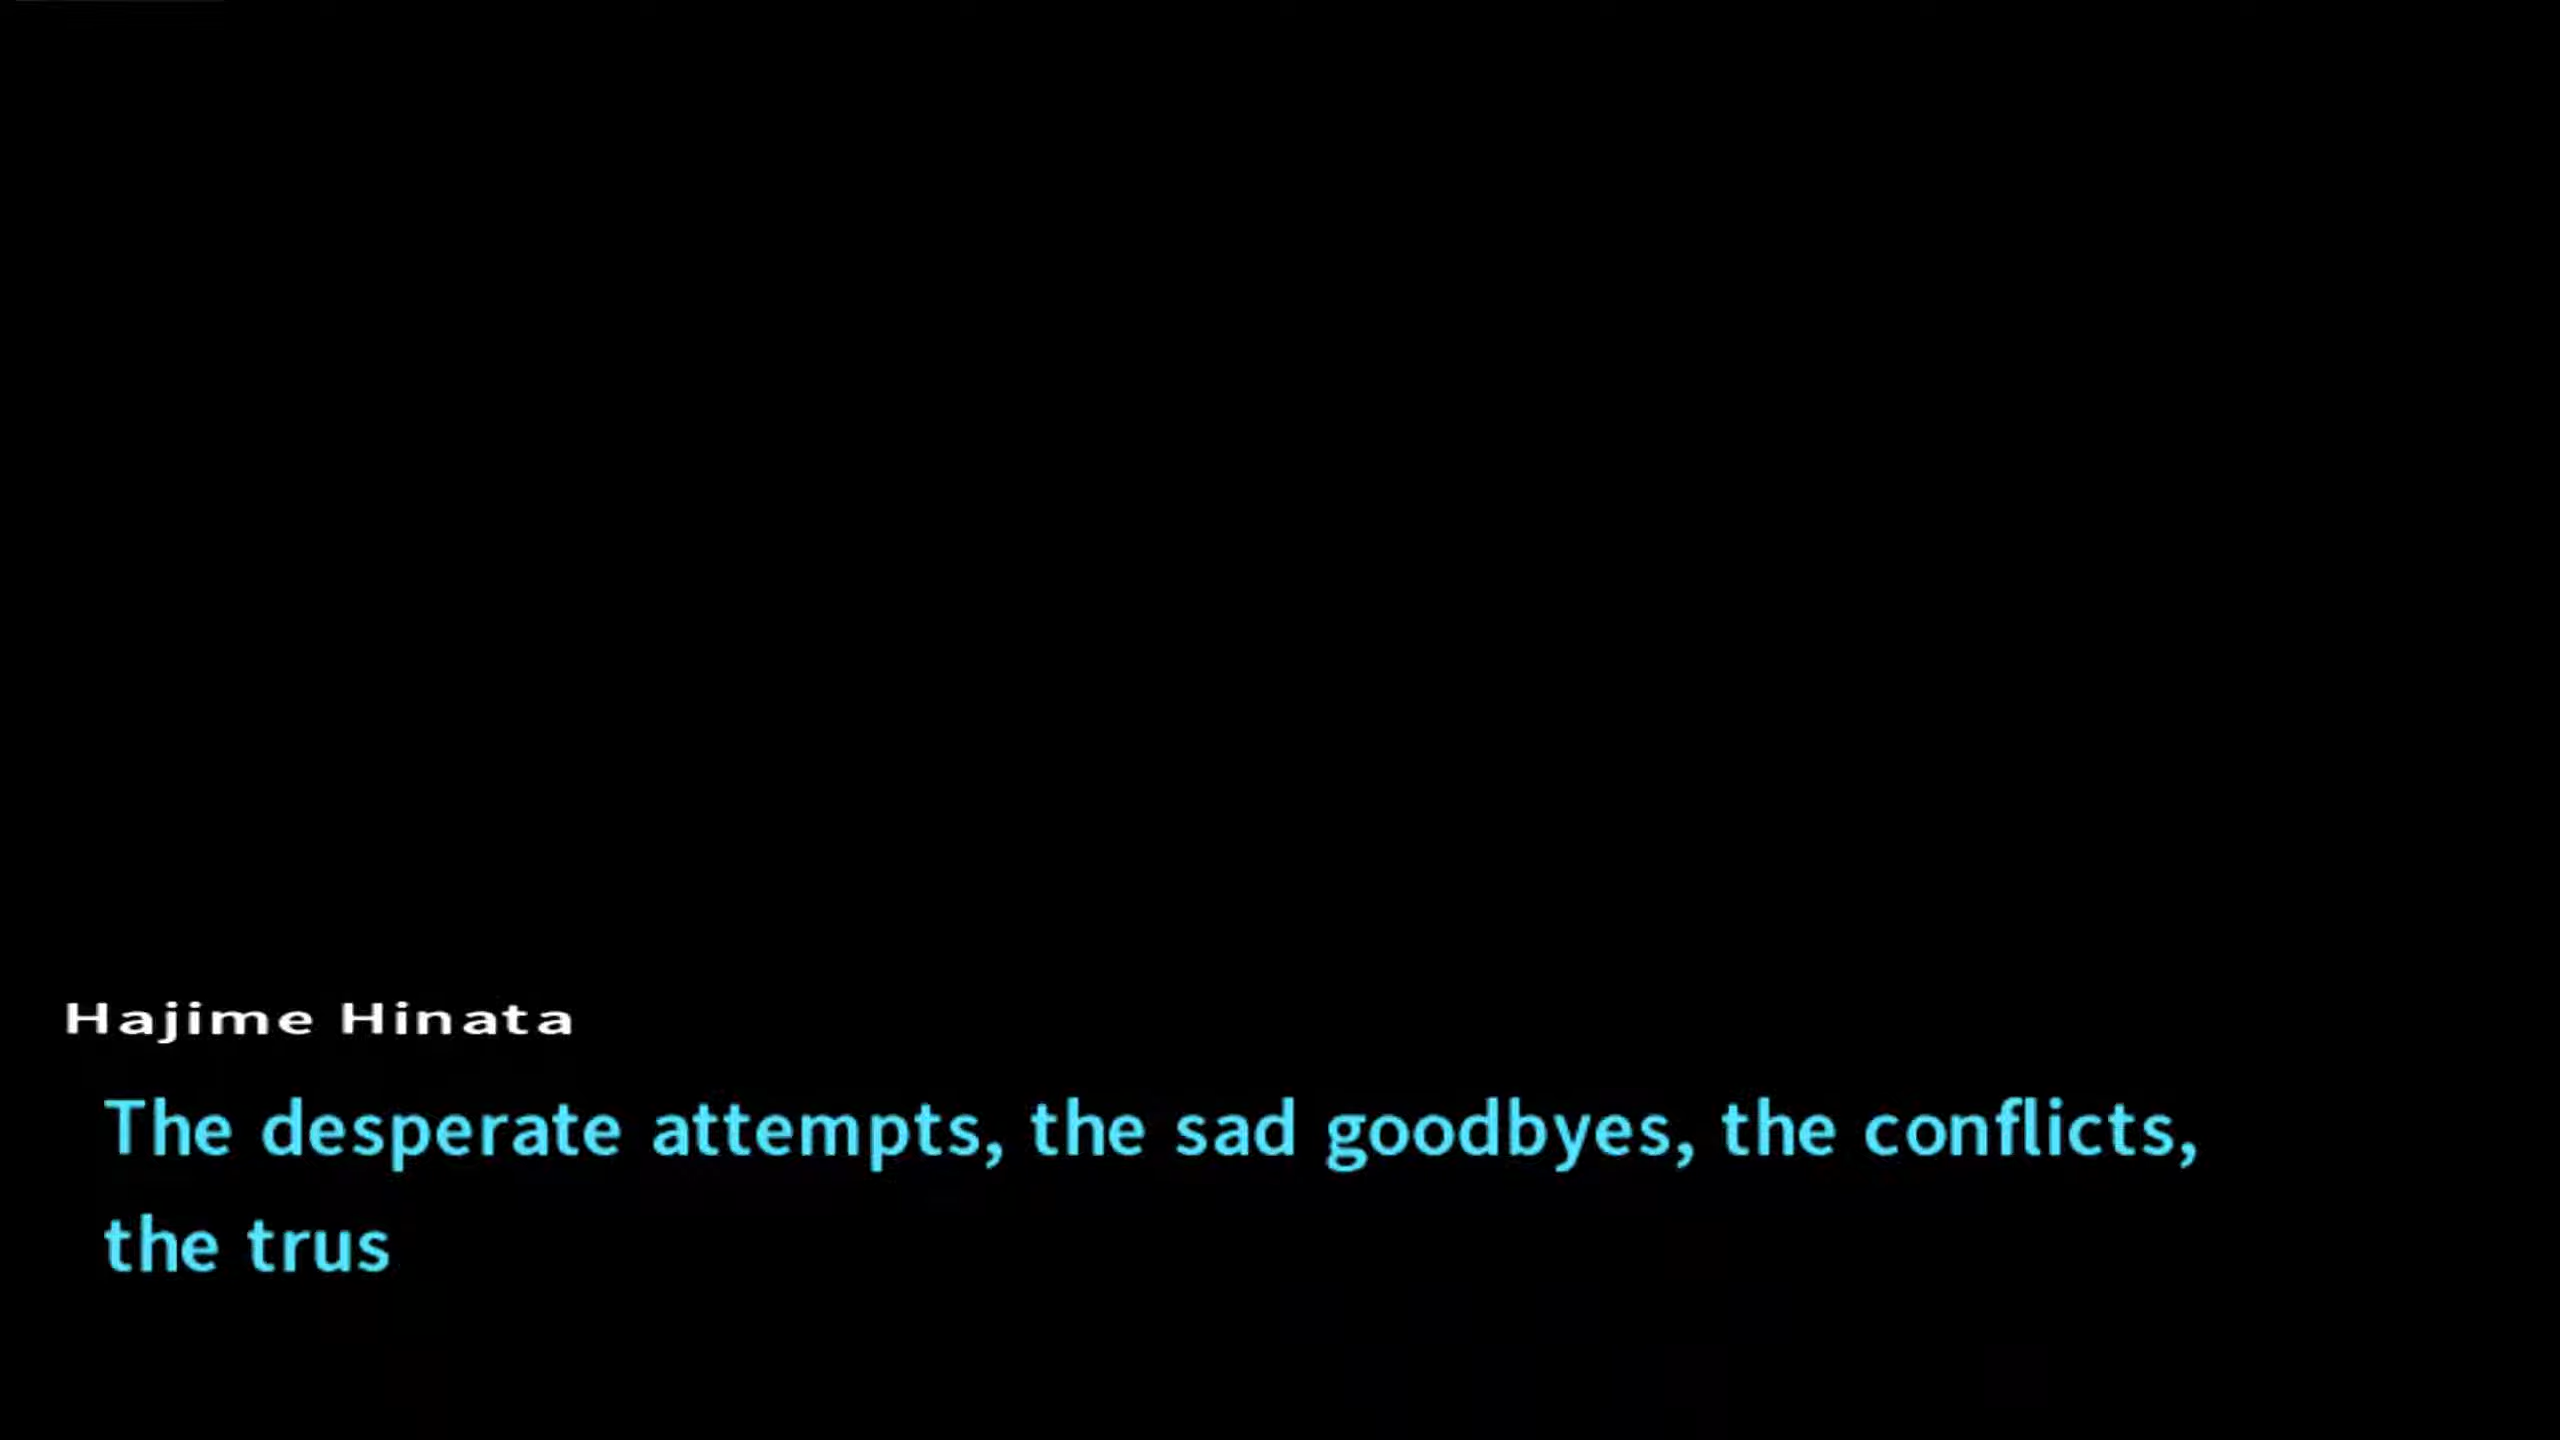 Hajime Hinata
The desperate attempts, the sad goodbyes, the conflicts,
the trus